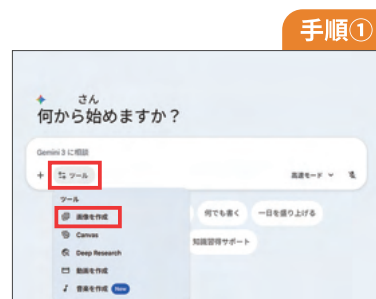 手順①
さん
何から始めますか？
Gemini 3 に相談
ツール
高速モード
ツール
画像を作成
何でも書く
一日を盛り上げる
Canvas
知識習得サポート
Deep Research
動画を作成
音楽を作成 New